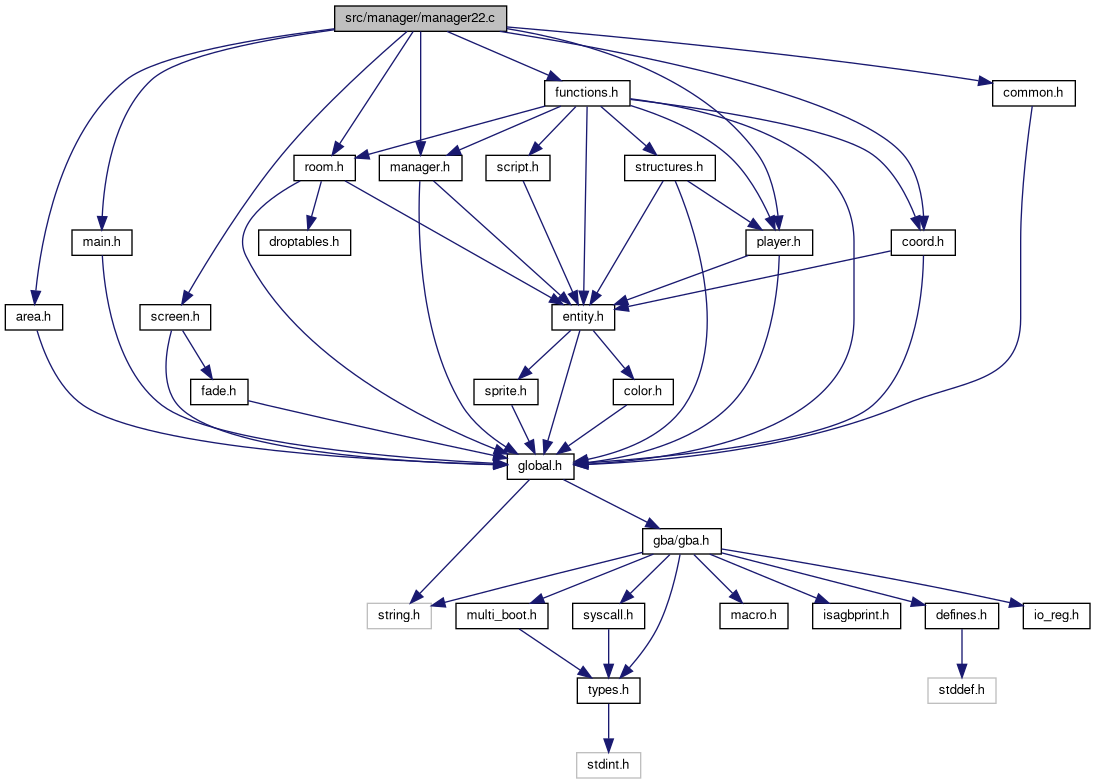 src/manager/manager22.c
functions.h
common.h
room.h
manager.h
script.h
structures.h
main.h
droptables.h
player.h
coord.h
area.h
screen.h
entity.h
fade.h
sprite.h
color.h
global.h
gba/gba.h
string.h
multi_boot.h
syscall.h
macro.h
isagbprint.h
defines.h
io_reg.h
types.h
stddef.h
stdint.h